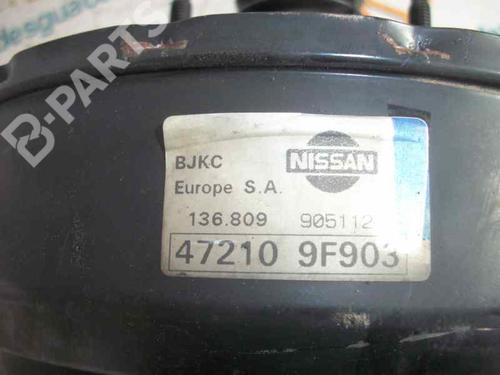 desguace
B-PARTS
BJKC
NISSAN
Europe S.A.
136.809 905112
47210 9F903